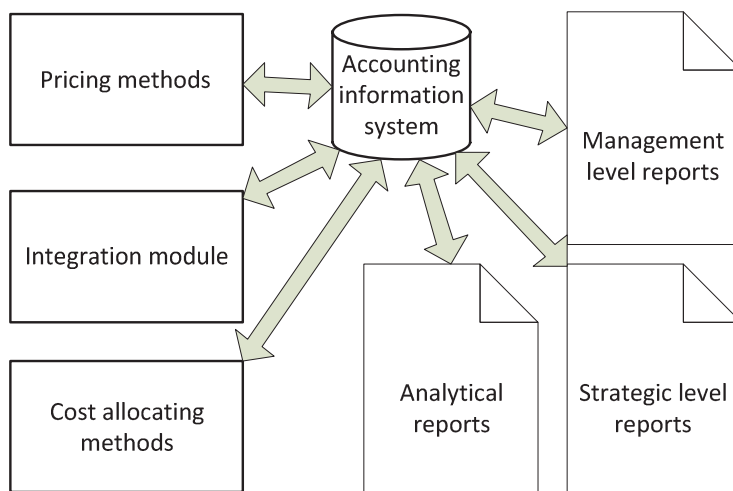 Pricing methods
Accounting
information
system
Management
level reports
Integration module
Cost allocating
methods
Analytical
reports
Strategic level
reports